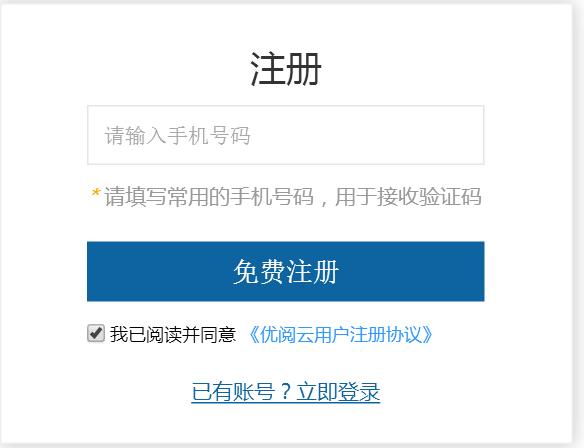 注册
请输入手机号码
*请填写常用的手机号码，用于接收验证码
免费注册
我已阅读并同意 《优阅云用户注册协议》
已有账号？立即登录